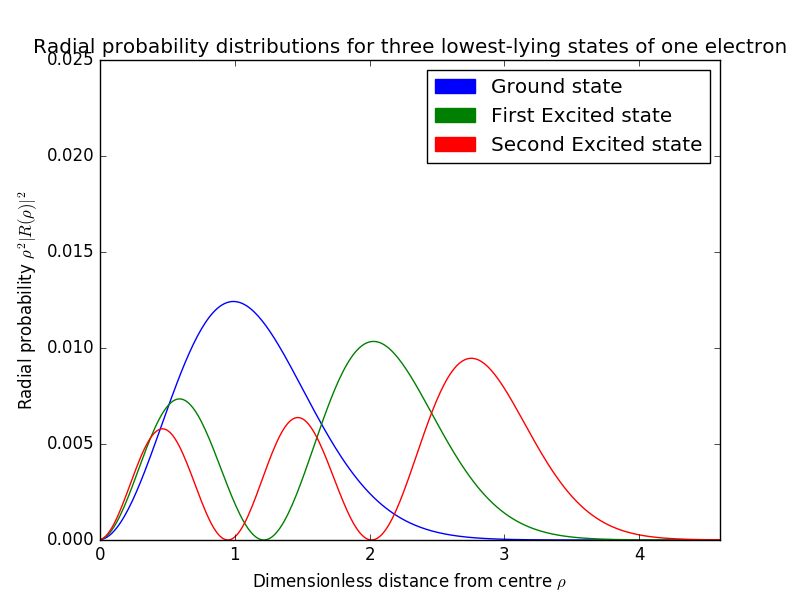 Radial probability distributions for three lowest-lying states of one electron
0.025
0.020
0.015
0.010
0.005
0.000
Radial probability ρ²|R(ρ)|²
Ground state
First Excited state
Second Excited state
0 1 2 3 4
Dimensionless distance from centre ρ